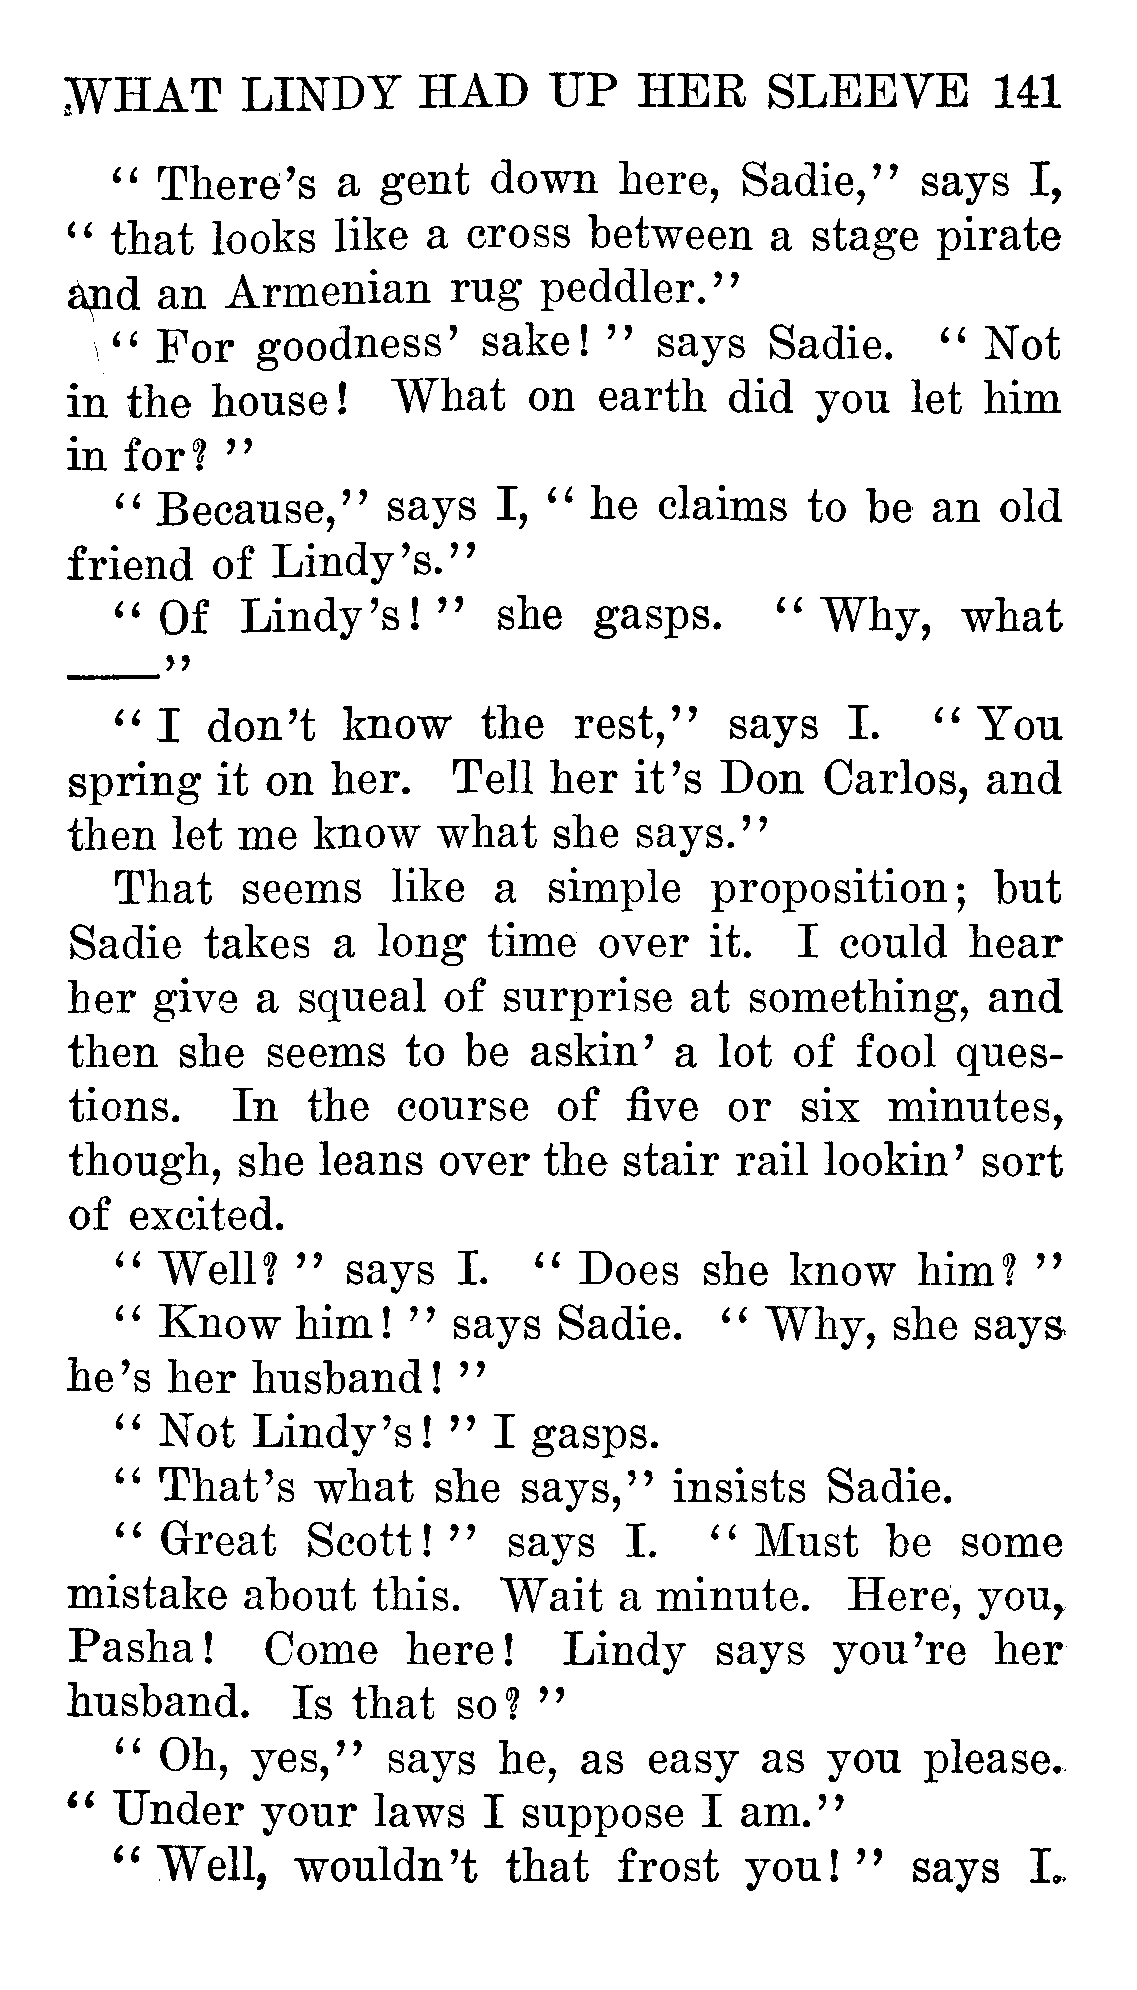 WHAT LINDY HAD UP HER SLEEVE 141
“ There’s a gent down here, Sadie,” says I,
“ that looks like a cross between a stage pirate
and an Armenian rug peddler.”
“ For goodness’ sake! ” says Sadie. “ Not
in the house! What on earth did you let him
in for? ”
“ Because,” says I, “ he claims to be an old
friend of Lindy’s.”
“ Of Lindy’s! ” she gasps. “ Why, what
——”
“ I don’t know the rest,” says I. “ You
spring it on her. Tell her it’s Don Carlos, and
then let me know what she says.”
That seems like a simple proposition; but
Sadie takes a long time over it. I could hear
her give a squeal of surprise at something, and
then she seems to be askin’ a lot of fool ques-
tions. In the course of five or six minutes,
though, she leans over the stair rail lookin’ sort
of excited.
“ Well? ” says I. “ Does she know him? ”
“ Know him! ” says Sadie. “ Why, she says
he’s her husband! ”
“ Not Lindy’s! ” I gasps.
“ That’s what she says,” insists Sadie.
“ Great Scott! ” says I. “ Must be some
mistake about this. Wait a minute. Here, you,
Pasha! Come here! Lindy says you’re her
husband. Is that so? ”
“ Oh, yes,” says he, as easy as you please.
“ Under your laws I suppose I am.”
“ Well, wouldn’t that frost you! ” says I.